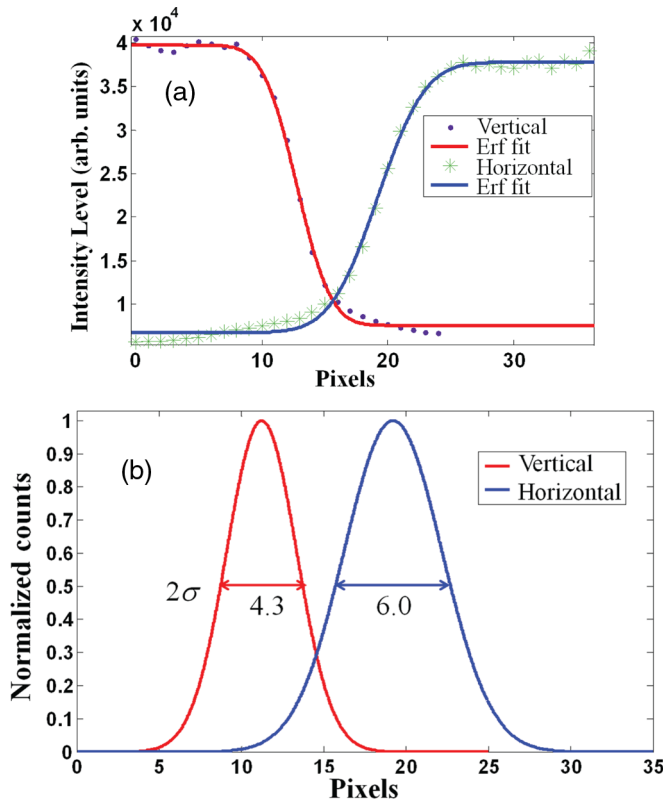 × 10⁴
(a)
4
3.5
3
2.5
2
1.5
1
Intensity Level (arb. units)
Vertical
Erf fit
Horizontal
Erf fit
0 10 20 30
Pixels
(b)
1
0.9
0.8
0.7
0.6
0.5
0.4
0.3
0.2
0.1
0
Normalized counts
Vertical
Horizontal
2σ
4.3
6.0
0 5 10 15 20 25 30 35
Pixels